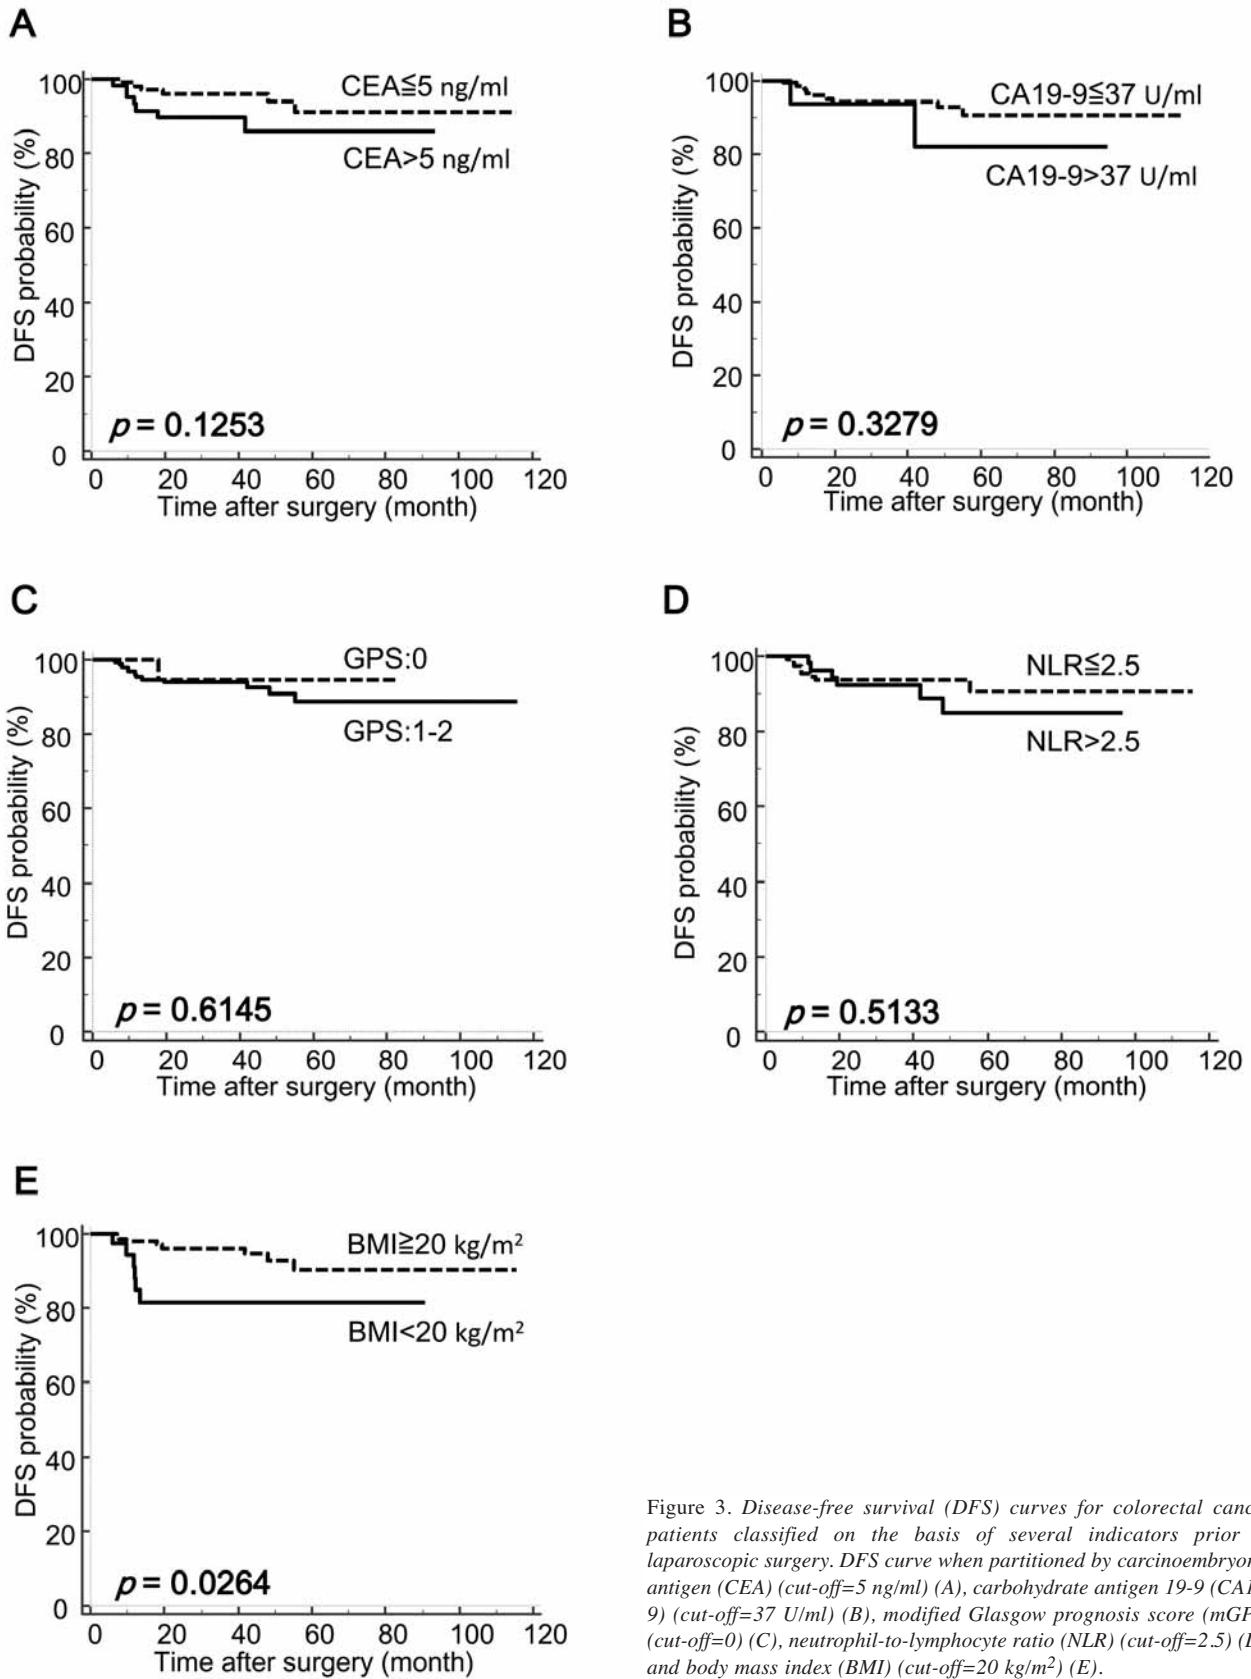 A
DFS probability (%)
100
80
60
40
20
0
CEA≦5 ng/ml
CEA>5 ng/ml
p = 0.1253
0 20 40 60 80 100 120
Time after surgery (month)
B
DFS probability (%)
100
80
60
40
20
0
CA19-9≦37 U/ml
CA19-9>37 U/ml
p = 0.3279
0 20 40 60 80 100 120
Time after surgery (month)
C
DFS probability (%)
100
80
60
40
20
0
GPS:0
GPS:1-2
p = 0.6145
0 20 40 60 80 100 120
Time after surgery (month)
D
DFS probability (%)
100
80
60
40
20
0
NLR≦2.5
NLR>2.5
p = 0.5133
0 20 40 60 80 100 120
Time after surgery (month)
E
DFS probability (%)
100
80
60
40
20
0
BMI≧20 kg/m²
BMI<20 kg/m²
p = 0.0264
0 20 40 60 80 100 120
Time after surgery (month)
Figure 3. Disease-free survival (DFS) curves for colorectal canc
patients classified on the basis of several indicators prior
laparoscopic surgery. DFS curve when partitioned by carcinoembryon
antigen (CEA) (cut-off=5 ng/ml) (A), carbohydrate antigen 19-9 (CA1
9) (cut-off=37 U/ml) (B), modified Glasgow prognosis score (mGP
(cut-off=0) (C), neutrophil-to-lymphocyte ratio (NLR) (cut-off=2.5) (
and body mass index (BMI) (cut-off=20 kg/m²) (E).